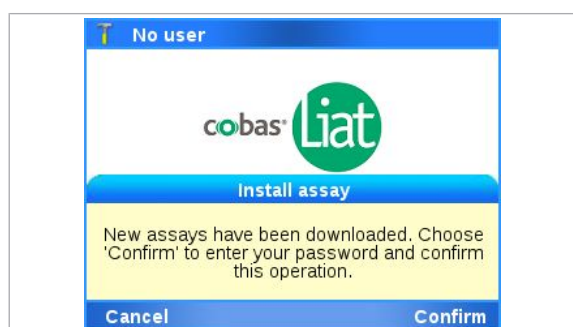 No user
cobas®
Liat
Install assay
New assays have been downloaded. Choose
'Confirm' to enter your password and confirm
this operation.
Cancel Confirm